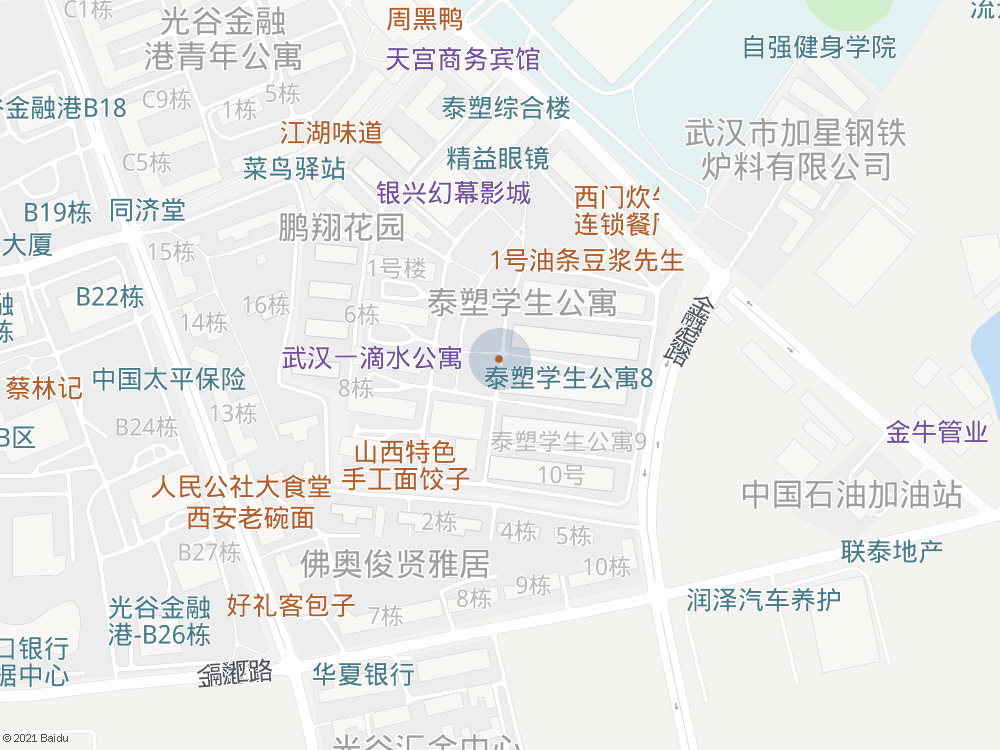 C1栋
光谷金融
港青年公寓
周黑鸭
天宫商务宾馆
自强健身学院
C9栋
1栋
5栋
金融港B18
泰塑综合楼
江湖味道
C5栋
菜鸟驿站
精益眼镜
武汉市加星钢铁
炉料有限公司
银兴幻幕影城
西门炊
连锁餐
B19栋
同济堂
鹏翔花园
大厦
15栋
1号楼
1号油条豆浆先生
B22栋
16栋
泰塑学生公寓
融
栋
14栋
6栋
金融港路
武汉一滴水公寓
蔡林记
中国太平保险
8栋
泰塑学生公寓8
13栋
B24栋
B区
泰塑学生公寓9
金牛管业
山西特色
手工面饺子
10号
人民公社大食堂
西安老碗面
中国石油加油站
2栋
4栋
5栋
B27栋
佛奥俊贤雅居
联泰地产
10栋
9栋
8栋
7栋
光谷金融
港-B26栋
好礼客包子
润泽汽车养护
口银行
据中心
华夏银行
光谷汇金中心
© 2021 Baidu